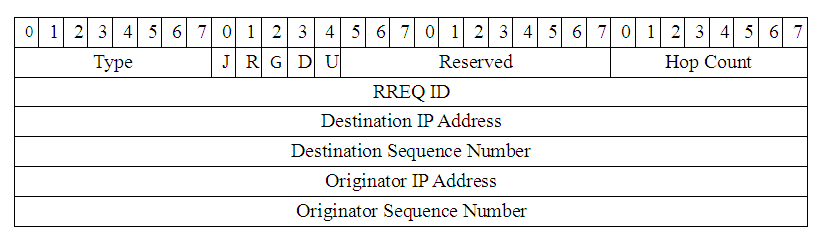 0 1 2 3 4 5 6 7 0 1 2 3 4 5 6 7 0 1 2 3 4 5 6 7 0 1 2 3 4 5 6 7
Type J R G D U Reserved Hop Count
RREQ ID
Destination IP Address
Destination Sequence Number
Originator IP Address
Originator Sequence Number